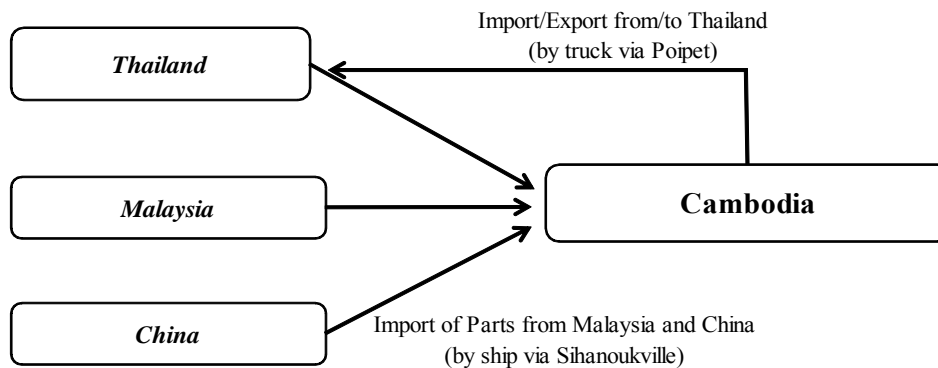 Import/Export from/to Thailand
(by truck via Poipet)
Thailand
Malaysia
Cambodia
China
Import of Parts from Malaysia and China
(by ship via Sihanoukville)